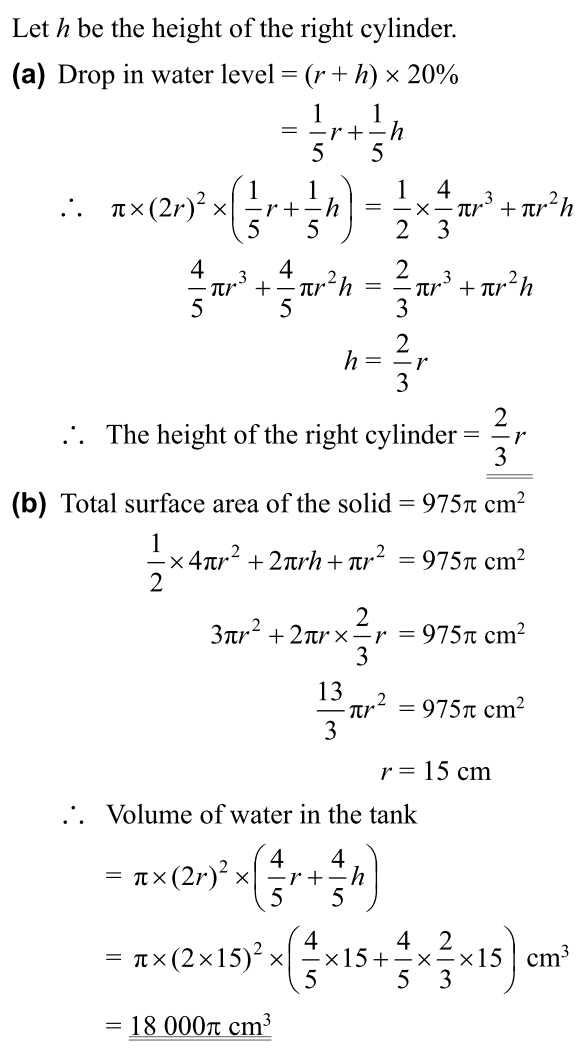 Let h be the height of the right cylinder.
(a) Drop in water level = (r + h) × 20%
= 1/5 r + 1/5 h
∴ π × (2r)² × (1/5 r + 1/5 h) = 1/2 × 4/3 πr³ + πr²h
4/5 πr³ + 4/5 πr²h = 2/3 πr³ + πr²h
h = 2/3 r
∴ The height of the right cylinder = 2/3 r
(b) Total surface area of the solid = 975π cm²
1/2 × 4πr² + 2πrh + πr² = 975π cm²
3πr² + 2πr × 2/3 r = 975π cm²
13/3 πr² = 975π cm²
r = 15 cm
∴ Volume of water in the tank
= π × (2r)² × (4/5 r + 4/5 h)
= π × (2 × 15)² × (4/5 × 15 + 4/5 × 2/3 × 15) cm³
= 18 000π cm³